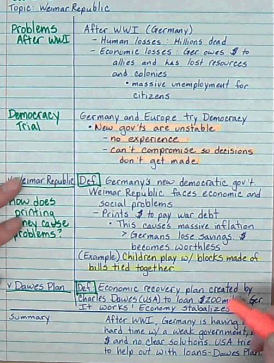 Topic: Weimar Republic
Problems After WWI
After WWI (Germany)
- Human losses: Millions dead
- Economic losses: Ger owes $ to
allies and has lost resources
and colonies
• massive unemployment for
citizens
Democracy Trial
Germany and Europe try Democracy
• New gov'ts are unstable
- no experience
- can't compromise so decisions
don't get made
Weimar Republic
Def Germany's new democratic gov't
Weimar Republic faces economic and
social problems
How does
printing
money cause
problems?
- Prints $ to pay war debt
• This causes massive inflation
> Germans lose savings $
becomes worthless
(Example) Children play w/ blocks made of
bills tied together
v Dawes Plan
Def Economic recovery plan created by
Charles Dawes (USA) to loan $200mil Ger
It works! Economy stabalizes
Summary
After WWI, Germany is having a
hard time w/ a weak government,
$ and no clear solutions. USA
to help out with loans = Dawes Plan